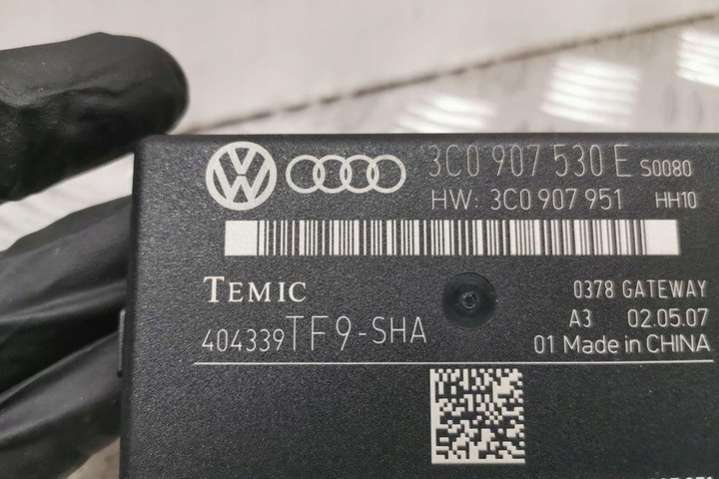 3C0 907 530 E S0080
HW: 3C0 907 951 HH10
TEMIC
0378 GATEWAY
404339TF9-SHA
A3 02.05.07
01 Made in CHINA